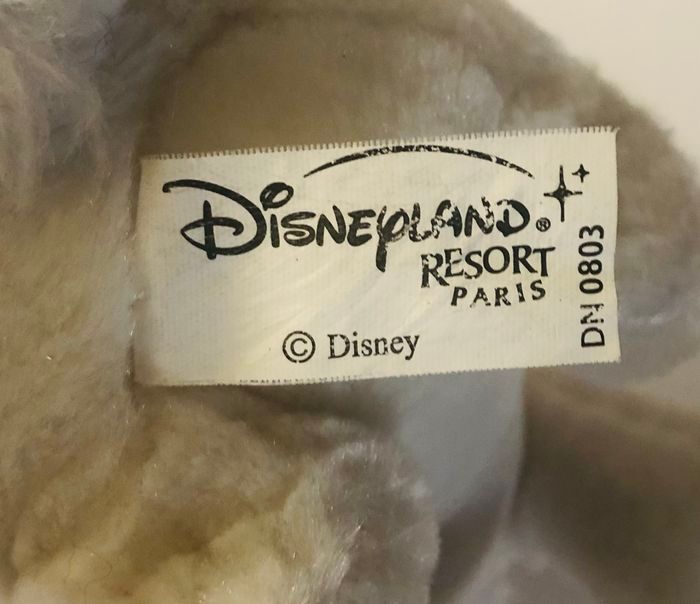 DISNEYLAND®
RESORT
PARIS
© Disney
DN 0803